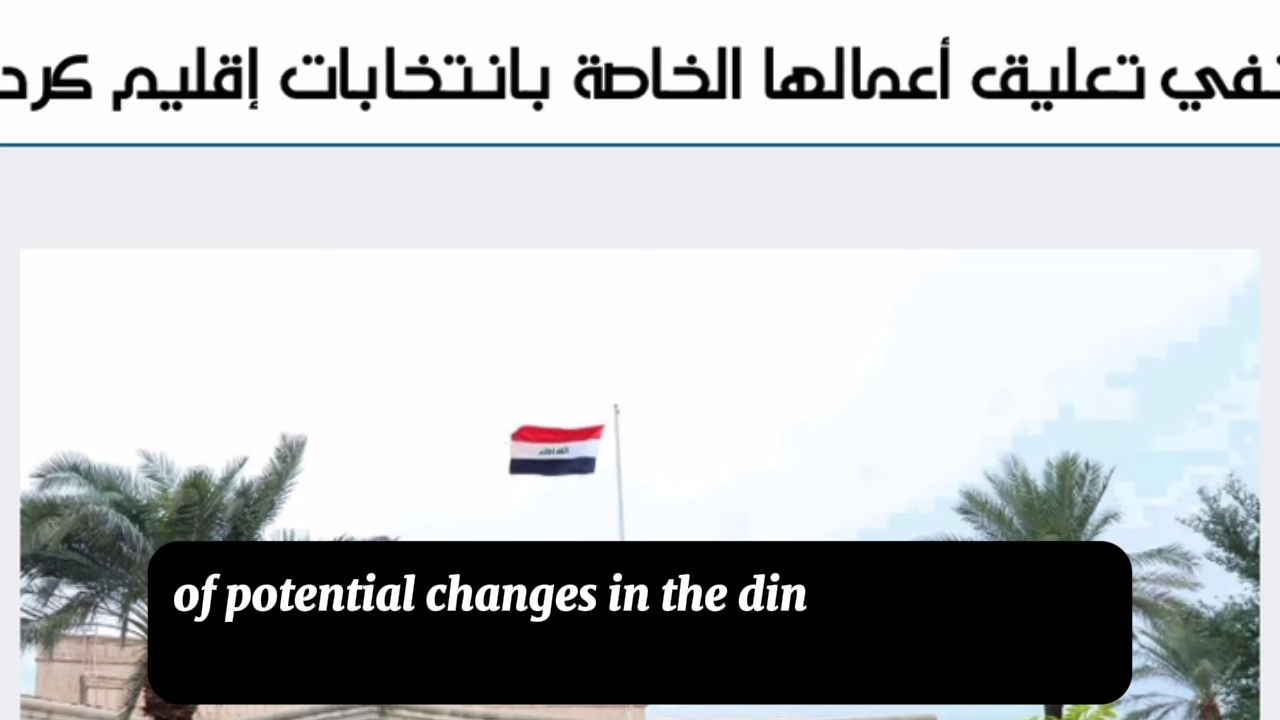 تعليق أعمالها الخاصة بانتخابات إقليم
of potential changes in the din